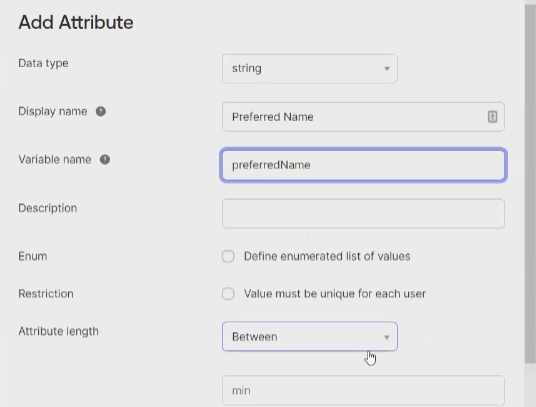 Add Attribute
Data type
string
Display name ?
Preferred Name
Variable name ?
preferredName
Description
Enum
Define enumerated list of values
Restriction
Value must be unique for each user
Attribute length
Between
min